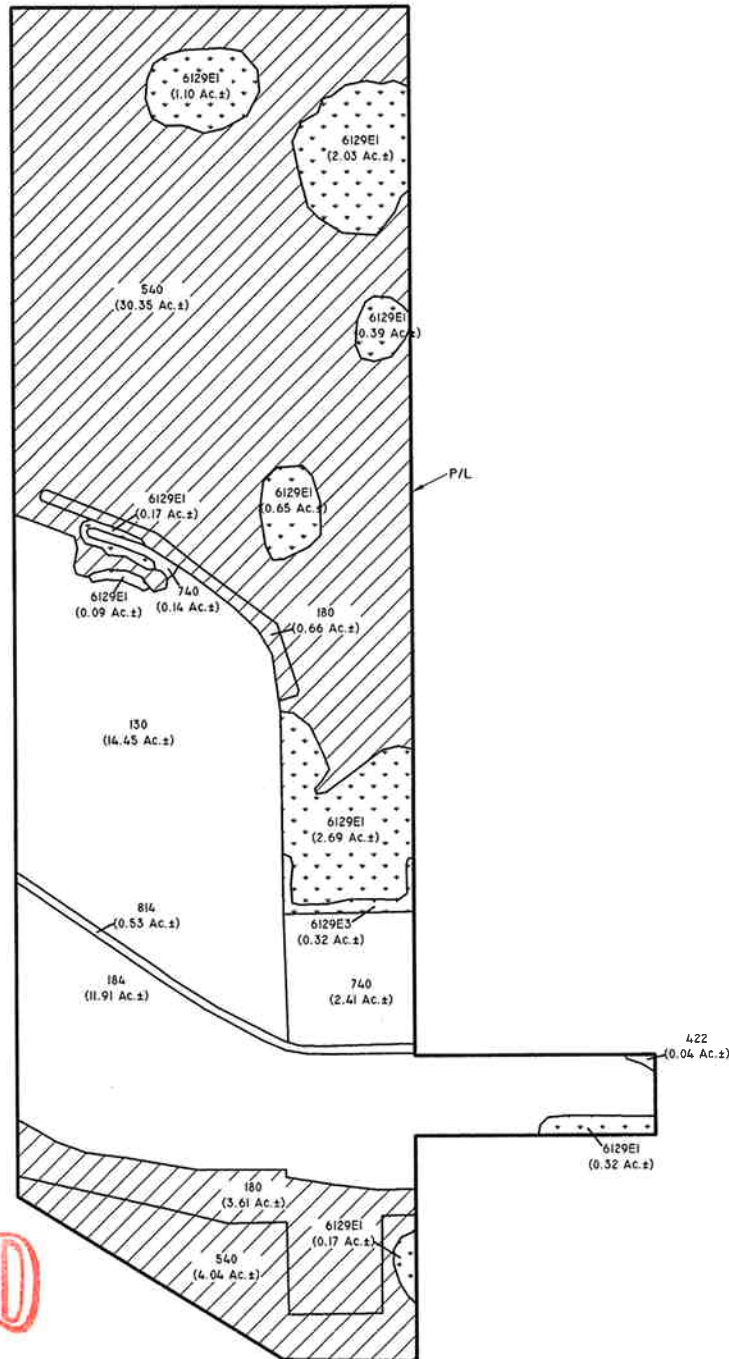 6129E1
(1.10 Ac.±)
6129E1
(2.03 Ac.±)
540
(30.35 Ac.±)
6129E1
(0.39 Ac.±)
P/L
6129E1
(0.65 Ac.±)
6129E1
(0.17 Ac.±)
6129E1
(0.09 Ac.±)
740
(0.14 Ac.±)
180
(0.66 Ac.±)
130
(14.45 Ac.±)
6129E1
(2.69 Ac.±)
814
(0.53 Ac.±)
6129E3
(0.32 Ac.±)
184
(11.91 Ac.±)
740
(2.41 Ac.±)
422
(0.04 Ac.±)
6129E1
(0.32 Ac.±)
180
(3.61 Ac.±)
6129E1
(0.17 Ac.±)
540
(4.04 Ac.±)
D